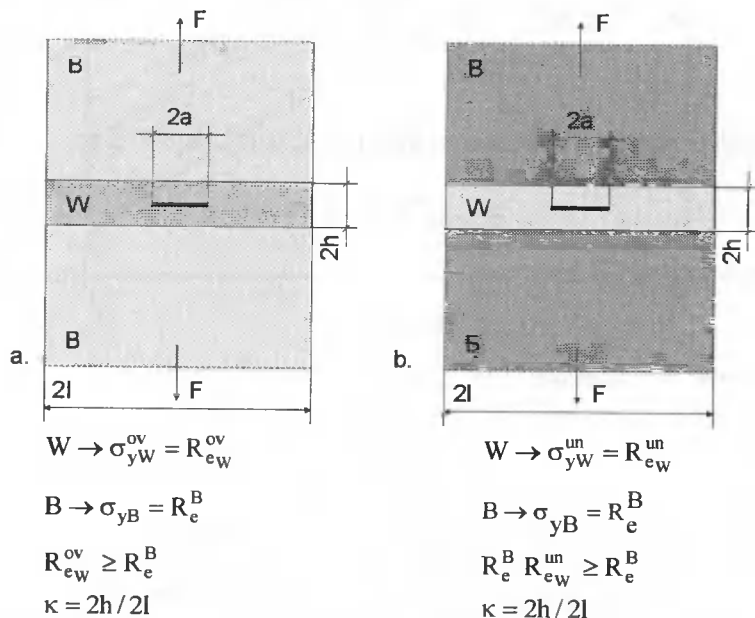 F
B
2a
W
2h
B
a.
2l
F
W → σ_yW^ov = R_eW^ov
B → σ_yB = R_e^B
R_eW^ov ≥ R_e^B
κ = 2h / 2l
F
B
2a
W
2h
Б
b.
2l
F
W → σ_yW^un = R_eW^un
B → σ_yB = R_e^B
R_e^B R_eW^un ≥ R_e^B
κ = 2h / 2l